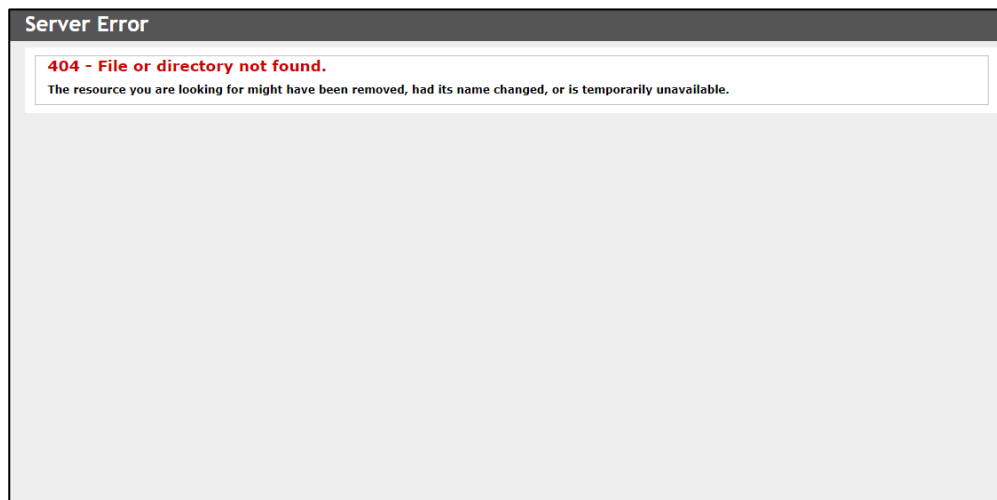 Server Error
404 - File or directory not found.
The resource you are looking for might have been removed, had its name changed, or is temporarily unavailable.